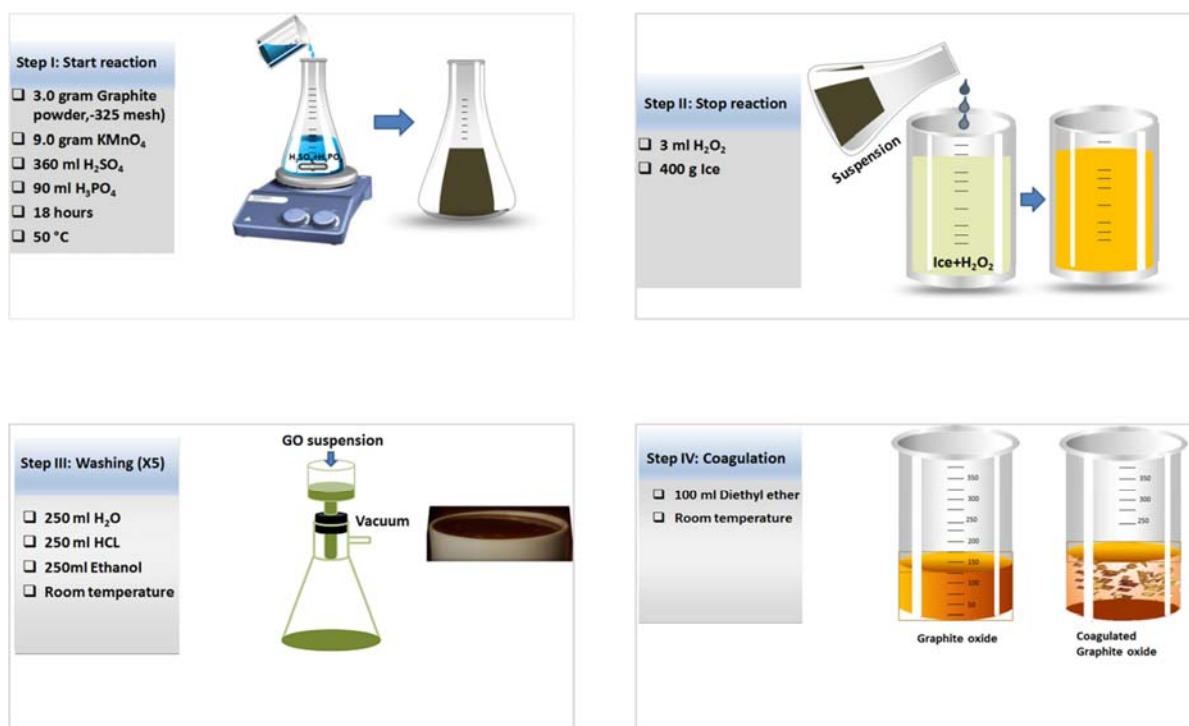 Step I: Start reaction
❑ 3.0 gram Graphite
powder,-325 mesh)
❑ 9.0 gram KMnO₄
❑ 360 ml H₂SO₄
❑ 90 ml H₃PO₄
❑ 18 hours
❑ 50 °C
H₂SO₄+H₃PO₄
Step II: Stop reaction
❑ 3 ml H₂O₂
❑ 400 g Ice
Suspension
Ice+H₂O₂
Step III: Washing (X5)
❑ 250 ml H₂O
❑ 250 ml HCL
❑ 250ml Ethanol
❑ Room temperature
GO suspension
Vacuum
Step IV: Coagulation
❑ 100 ml Diethyl ether
❑ Room temperature
350
300
250
200
150
100
50
Graphite oxide
350
300
250
Coagulated
Graphite oxide